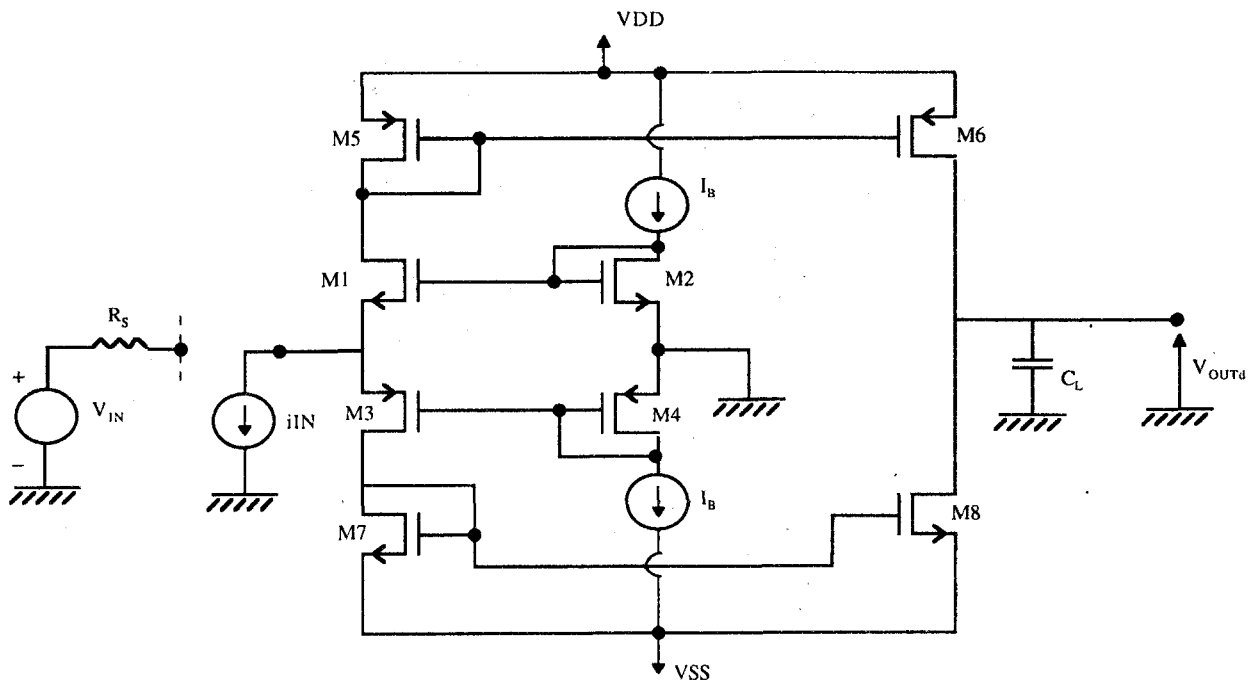 VDD
M5
M6
I_B
M1
M2
R_S
+
V_IN
−
iIN
M3
M4
C_L
V_OUTd
I_B
M7
M8
VSS